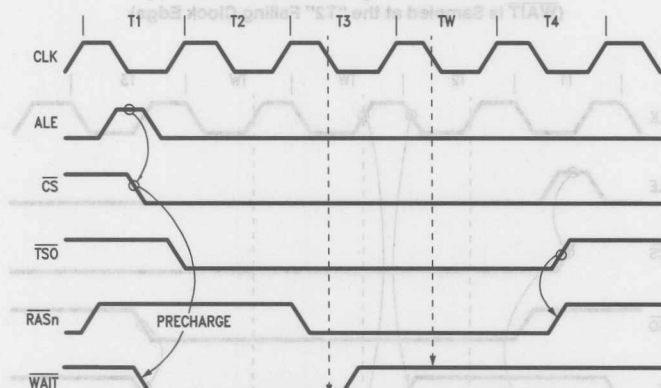 T1 T2 T3 TW T4
CLK
ALE
CS
TSO
RASn
PRECHARGE
WAIT